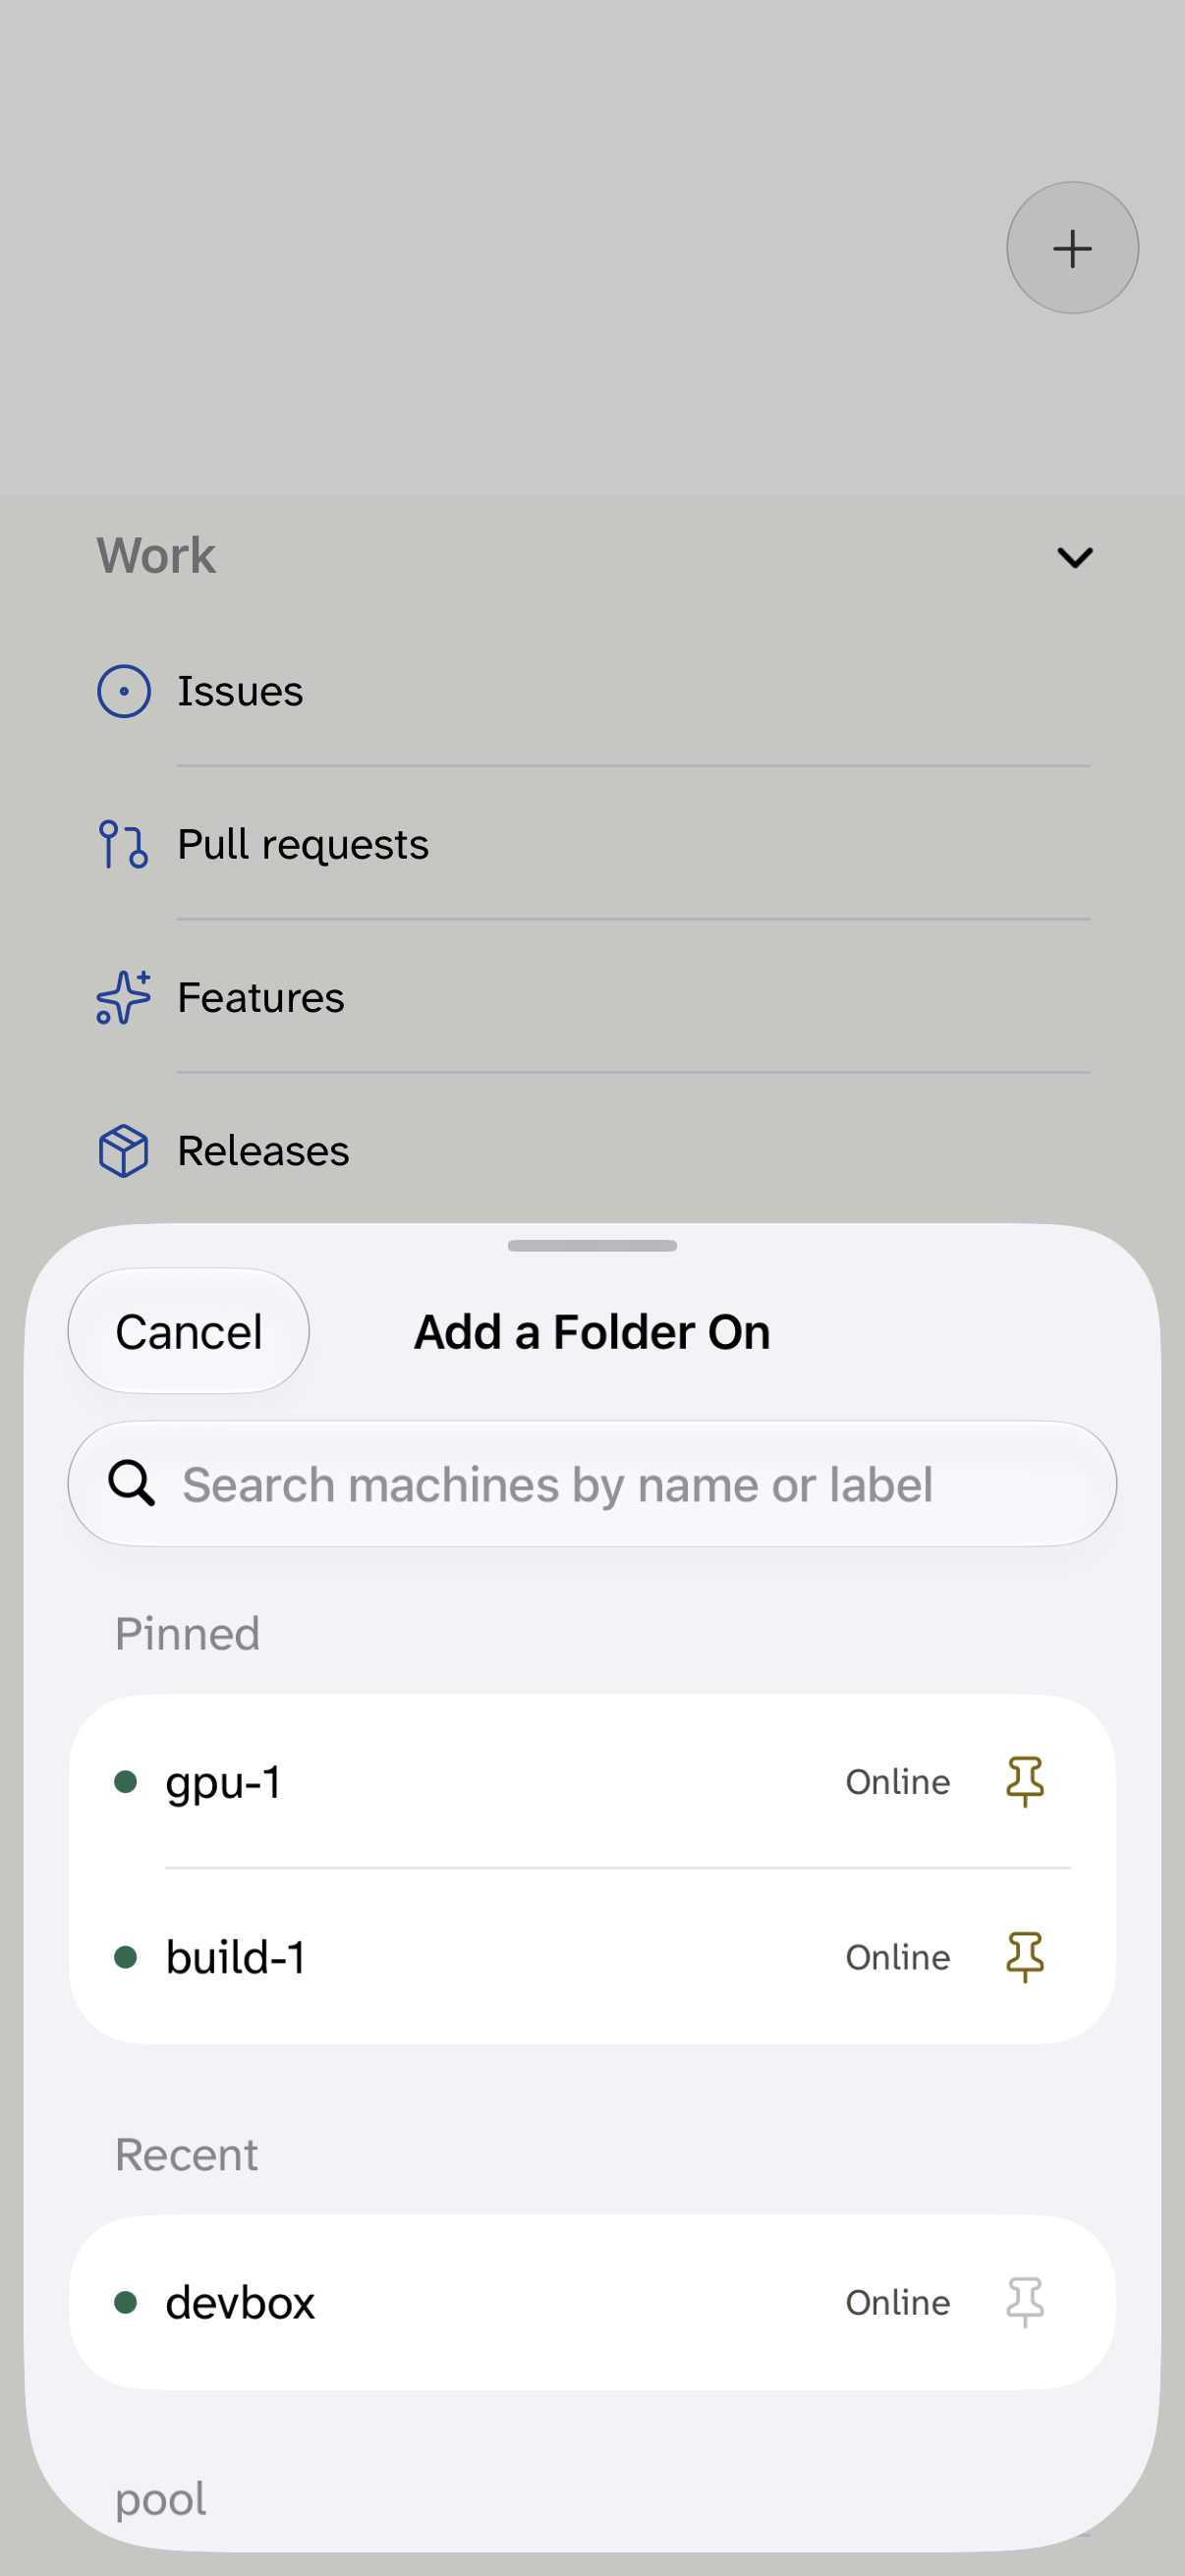 Work
Issues
Pull requests
Features
Releases
Cancel
Add a Folder On
Search machines by name or label
Pinned
gpu-1
Online
build-1
Online
Recent
devbox
Online
pool